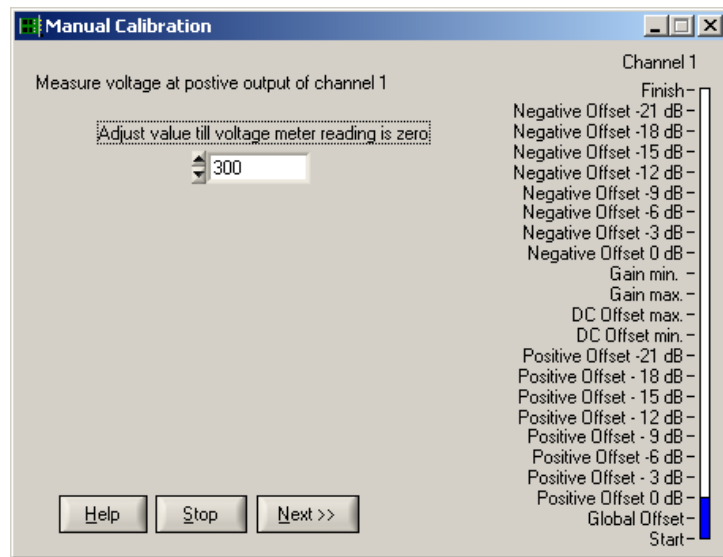 Manual Calibration
Measure voltage at postive output of channel 1
Adjust value till voltage meter reading is zero
300
Help
Stop
Next >>
Channel 1
Finish
Negative Offset -21 dB
Negative Offset -18 dB
Negative Offset -15 dB
Negative Offset -12 dB
Negative Offset -9 dB
Negative Offset -6 dB
Negative Offset -3 dB
Negative Offset 0 dB
Gain min.
Gain max.
DC Offset max.
DC Offset min.
Positive Offset -21 dB
Positive Offset - 18 dB
Positive Offset - 15 dB
Positive Offset - 12 dB
Positive Offset - 9 dB
Positive Offset -6 dB
Positive Offset - 3 dB
Positive Offset 0 dB
Global Offset
Start